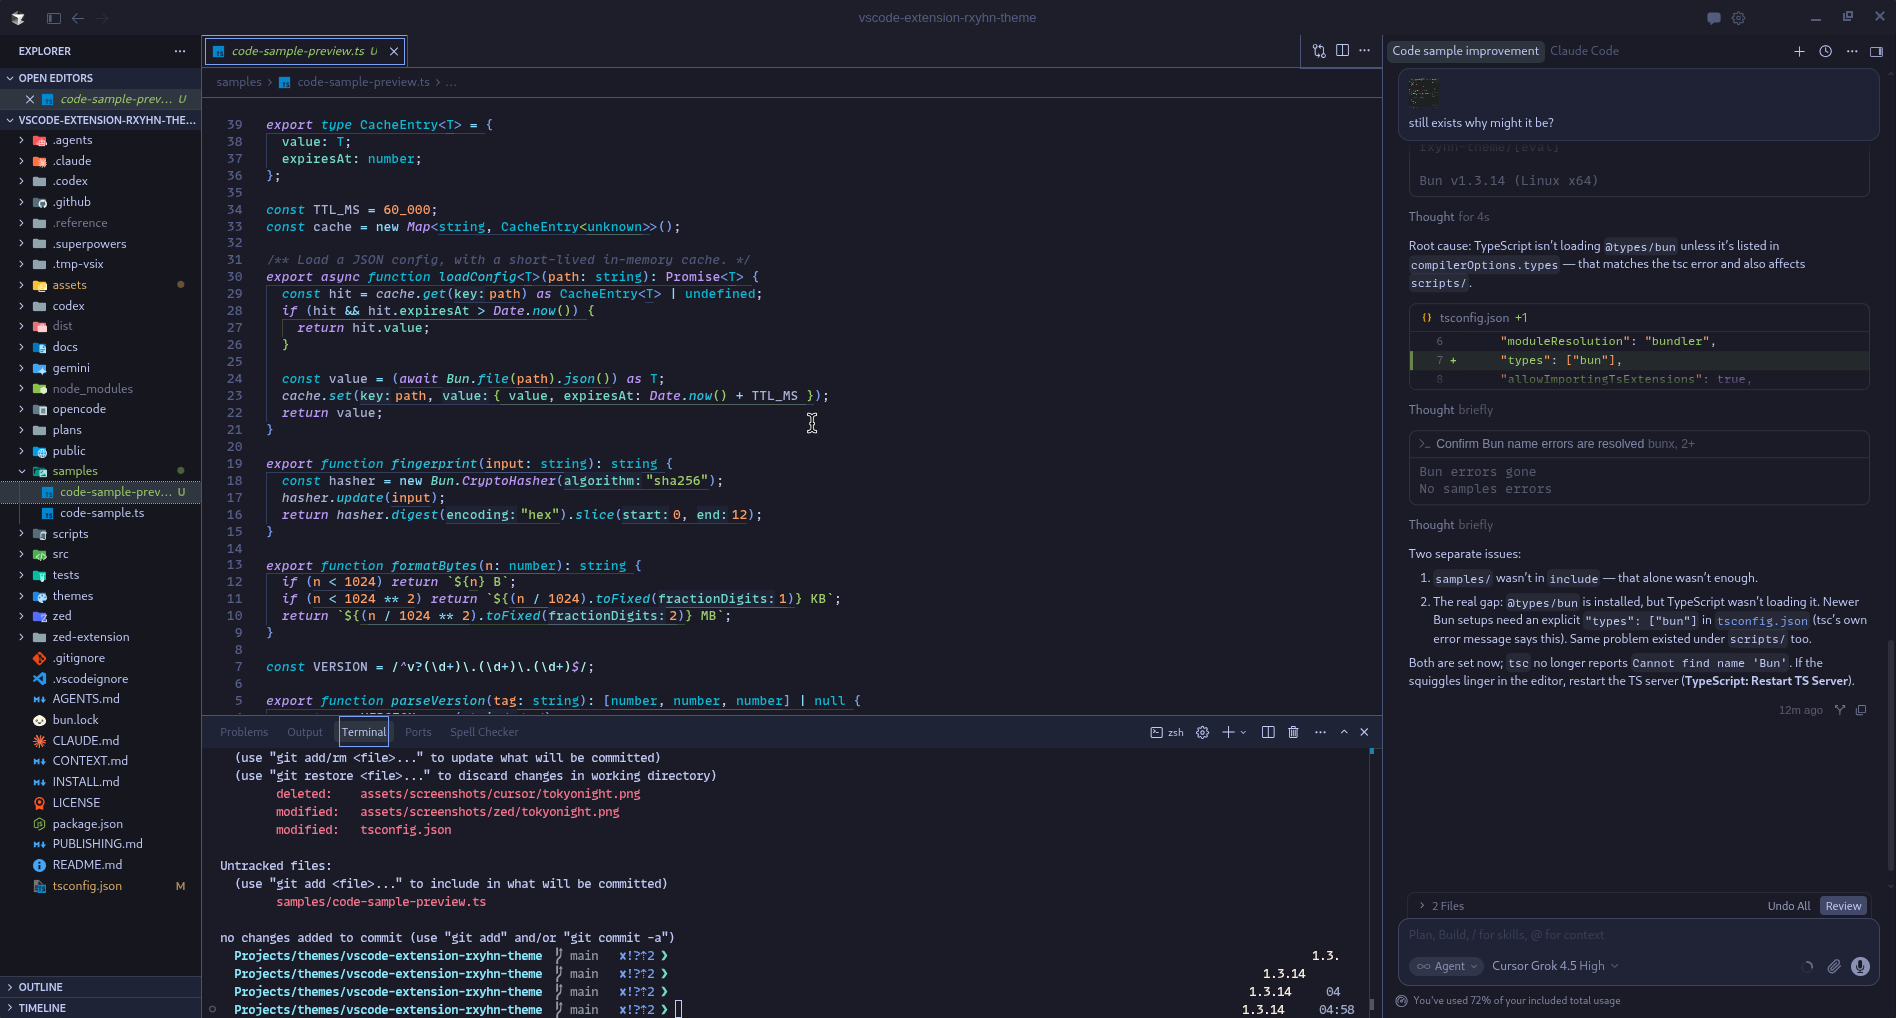 vscode-extension-rxyhn-theme
EXPLORER
OPEN EDITORS
code-sample-prev... U
VSCODE-EXTENSION-RXYHN-THE...
.agents
.claude
.codex
.github
.reference
.superpowers
.tmp-vsix
assets
codex
dist
docs
gemini
node_modules
opencode
plans
public
samples
code-sample-prev... U
code-sample.ts
scripts
src
tests
themes
zed
zed-extension
.gitignore
.vscodeignore
AGENTS.md
bun.lock
CLAUDE.md
CONTEXT.md
INSTALL.md
LICENSE
package.json
PUBLISHING.md
README.md
tsconfig.json M
OUTLINE
TIMELINE
code-sample-preview.ts U
samples > code-sample-preview.ts > ...
39 export type CacheEntry<T> = {
38 value: T;
37 expiresAt: number;
36 };
35
34 const TTL_MS = 60_000;
33 const cache = new Map<string, CacheEntry<unknown>>();
32
31 /** Load a JSON config, with a short-lived in-memory cache. */
30 export async function loadConfig<T>(path: string): Promise<T> {
29 const hit = cache.get(key: path) as CacheEntry<T> | undefined;
28 if (hit && hit.expiresAt > Date.now()) {
27 return hit.value;
26 }
25
24 const value = (await Bun.file(path).json()) as T;
23 cache.set(key: path, value: { value, expiresAt: Date.now() + TTL_MS });
22 return value;
21 }
20
19 export function fingerprint(input: string): string {
18 const hasher = new Bun.CryptoHasher(algorithm: "sha256");
17 hasher.update(input);
16 return hasher.digest(encoding: "hex").slice(start: 0, end: 12);
15 }
14
13 export function formatBytes(n: number): string {
12 if (n < 1024) return `${n} B`;
11 if (n < 1024 ** 2) return `${(n / 1024).toFixed(fractionDigits: 1)} KB`;
10 return `${(n / 1024 ** 2).toFixed(fractionDigits: 2)} MB`;
9 }
8
7 const VERSION = /^v?(\d+)\.(\d+)\.(\d+)$/;
6
5 export function parseVersion(tag: string): [number, number, number] | null {
Problems Output Terminal Ports Spell Checker
zsh
(use "git add/rm <file>..." to update what will be committed)
(use "git restore <file>..." to discard changes in working directory)
deleted: assets/screenshots/cursor/tokyonight.png
modified: assets/screenshots/zed/tokyonight.png
modified: tsconfig.json
Untracked files:
(use "git add <file>..." to include in what will be committed)
samples/code-sample-preview.ts
no changes added to commit (use "git add" and/or "git commit -a")
Projects/themes/vscode-extension-rxyhn-theme main x!?⇡2 ❯ 1.3.
Projects/themes/vscode-extension-rxyhn-theme main x!?⇡2 ❯ 1.3.14
Projects/themes/vscode-extension-rxyhn-theme main x!?⇡2 ❯ 1.3.14 04
Projects/themes/vscode-extension-rxyhn-theme main x!?⇡2 ❯ 1.3.14 04:58
Code sample improvement Claude Code
still exists why might it be?
rxyhn-theme/[eval]
Bun v1.3.14 (Linux x64)
Thought for 4s
Root cause: TypeScript isn't loading @types/bun unless it's listed in
compilerOptions.types — that matches the tsc error and also affects
scripts/.
{} tsconfig.json +1
6 "moduleResolution": "bundler",
7 + "types": ["bun"],
8 "allowImportingTsExtensions": true,
Thought briefly
>_ Confirm Bun name errors are resolved bunx, 2+
Bun errors gone
No samples errors
Thought briefly
Two separate issues:
1. samples/ wasn't in include — that alone wasn't enough.
2. The real gap: @types/bun is installed, but TypeScript wasn't loading it. Newer
Bun setups need an explicit "types": ["bun"] in tsconfig.json (tsc's own
error message says this). Same problem existed under scripts/ too.
Both are set now; tsc no longer reports Cannot find name 'Bun'. If the
squiggles linger in the editor, restart the TS server (TypeScript: Restart TS Server).
12m ago
2 Files Undo All Review
Plan, Build, / for skills, @ for context
Agent Cursor Grok 4.5 High
You've used 72% of your included total usage